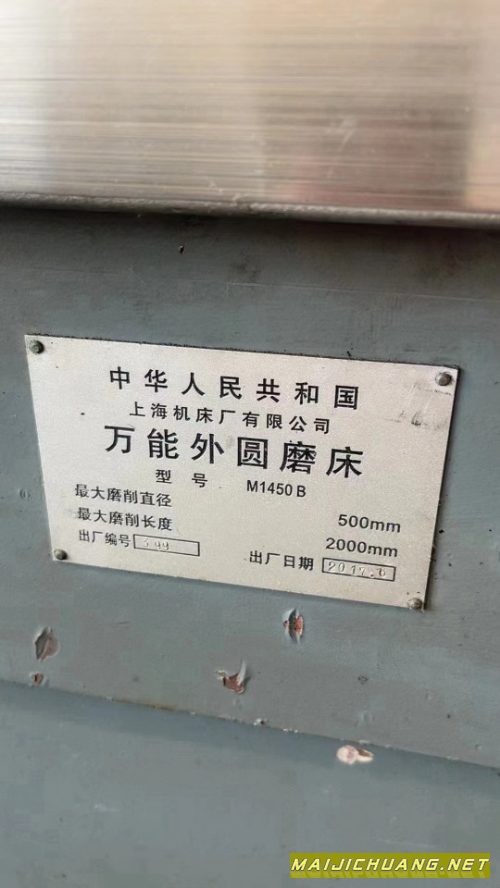 中华人民共和国
上海机床厂有限公司
万能外圆磨床
型号 M1450B
最大磨削直径 500mm
最大磨削长度 2000mm
出厂编号 出厂日期
MAIJICHUANG.NET